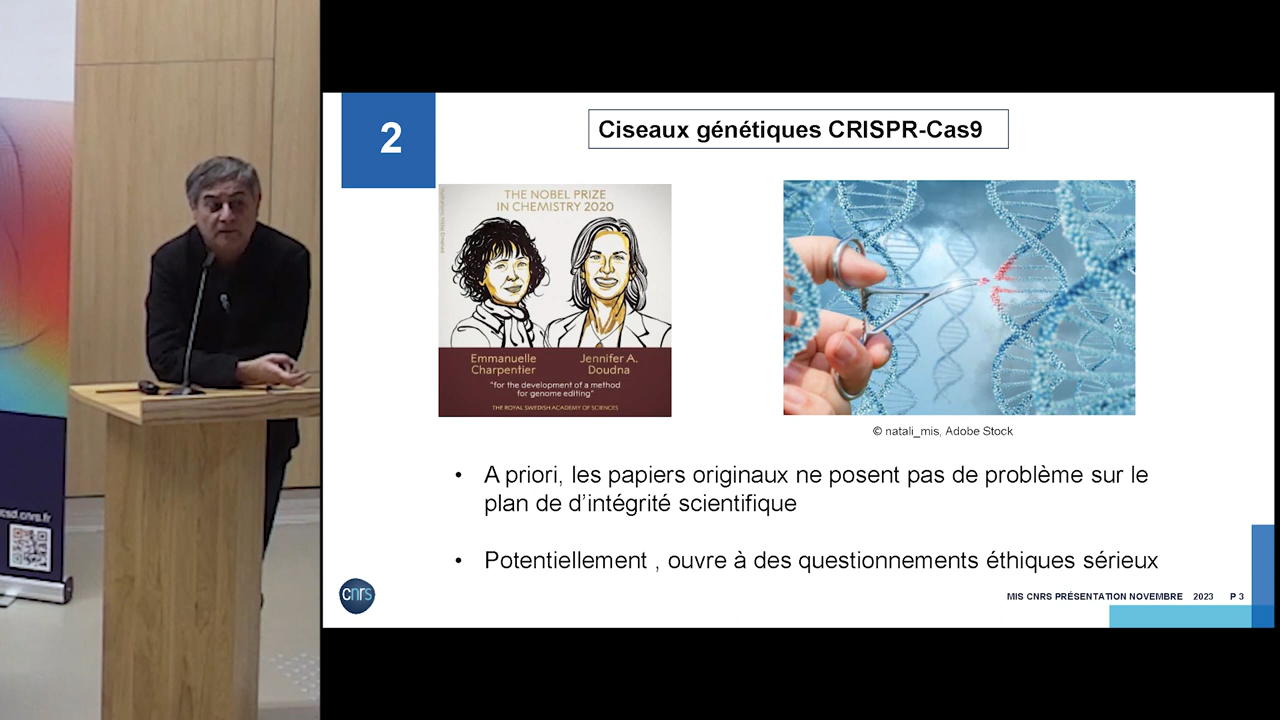 2
Ciseaux génétiques CRISPR-Cas9
THE NOBEL PRIZE
IN CHEMISTRY 2020
Emmanuelle
Charpentier
Jennifer A.
Doudna
"for the development of a method
for genome editing"
THE ROYAL SWEDISH ACADEMY OF SCIENCES
© natali_mis, Adobe Stock
• A priori, les papiers originaux ne posent pas de problème sur le
plan de d'intégrité scientifique
• Potentiellement , ouvre à des questionnements éthiques sérieux
cnrs
MIS CNRS PRÉSENTATION NOVEMBRE 2023 P 3
csd.cnrs.fr